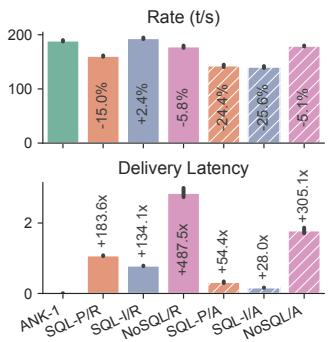 Rate (t/s)
200
100
0
-15.0%
+2.4%
-5.8%
-24.4%
-25.6%
-5.1%
Delivery Latency
2
0
+183.6x
+134.1x
+487.5x
+54.4x
+28.0x
+305.1x
ANK-1
SQL-P/R
SQL-I/R
NoSQL/R
SQL-P/A
SQL-I/A
NoSQL/A